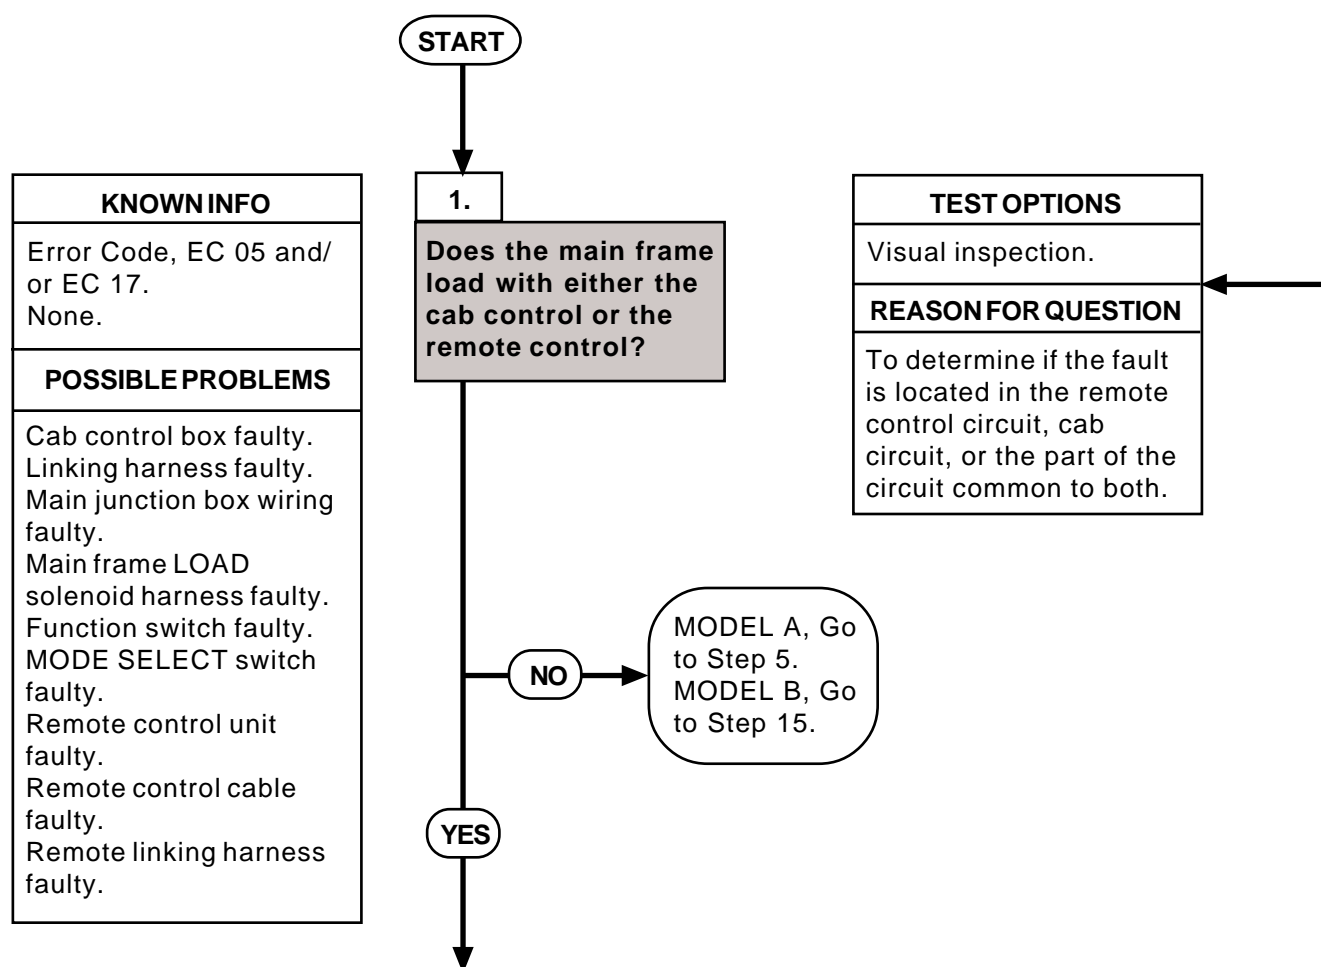 START
KNOWN INFO
Error Code, EC 05 and/
or EC 17.
None.
POSSIBLE PROBLEMS
Cab control box faulty.
Linking harness faulty.
Main junction box wiring
faulty.
Main frame LOAD
solenoid harness faulty.
Function switch faulty.
MODE SELECT switch
faulty.
Remote control unit
faulty.
Remote control cable
faulty.
Remote linking harness
faulty.
1.
Does the main frame
load with either the
cab control or the
remote control?
NO
MODEL A, Go
to Step 5.
MODEL B, Go
to Step 15.
YES
TEST OPTIONS
Visual inspection.
REASON FOR QUESTION
To determine if the fault
is located in the remote
control circuit, cab
circuit, or the part of the
circuit common to both.